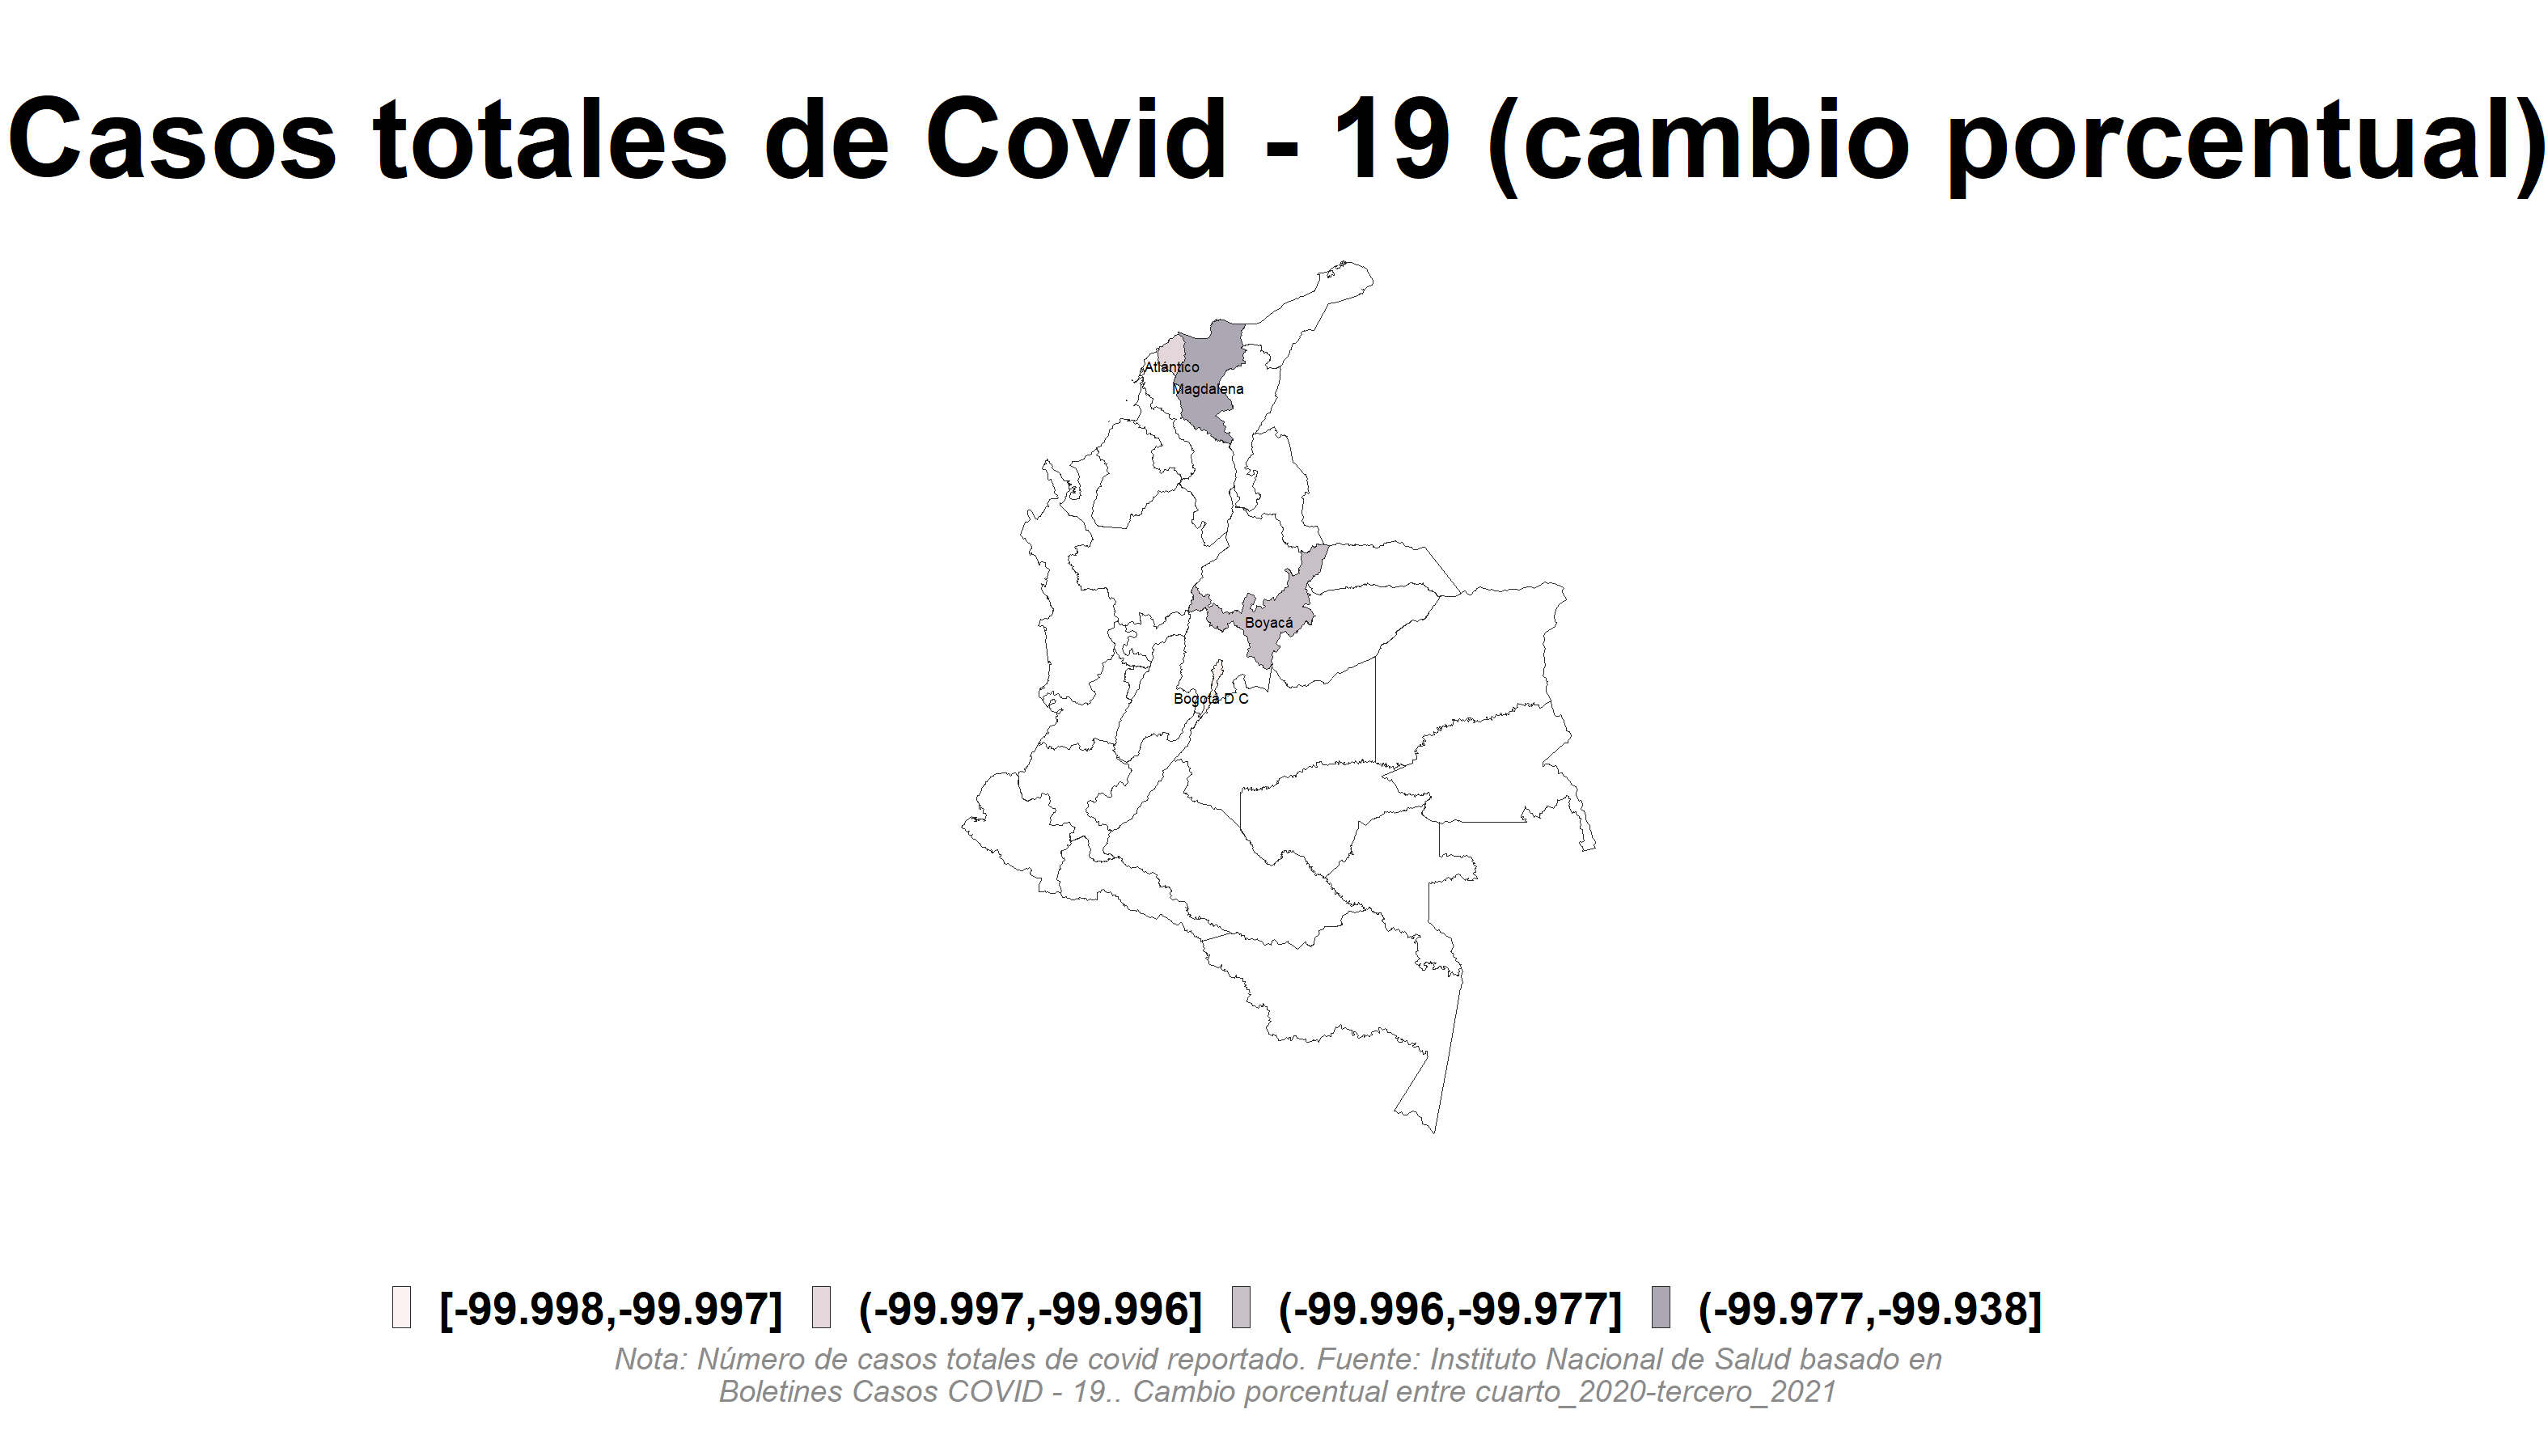 Casos totales de Covid - 19 (cambio porcentual)
Atlántico
Magdalena
Boyacá
Bogotá D C
[-99.998,-99.997] (-99.997,-99.996] (-99.996,-99.977] (-99.977,-99.938]
Nota: Número de casos totales de covid reportado. Fuente: Instituto Nacional de Salud basado en
Boletines Casos COVID - 19.. Cambio porcentual entre cuarto_2020-tercero_2021